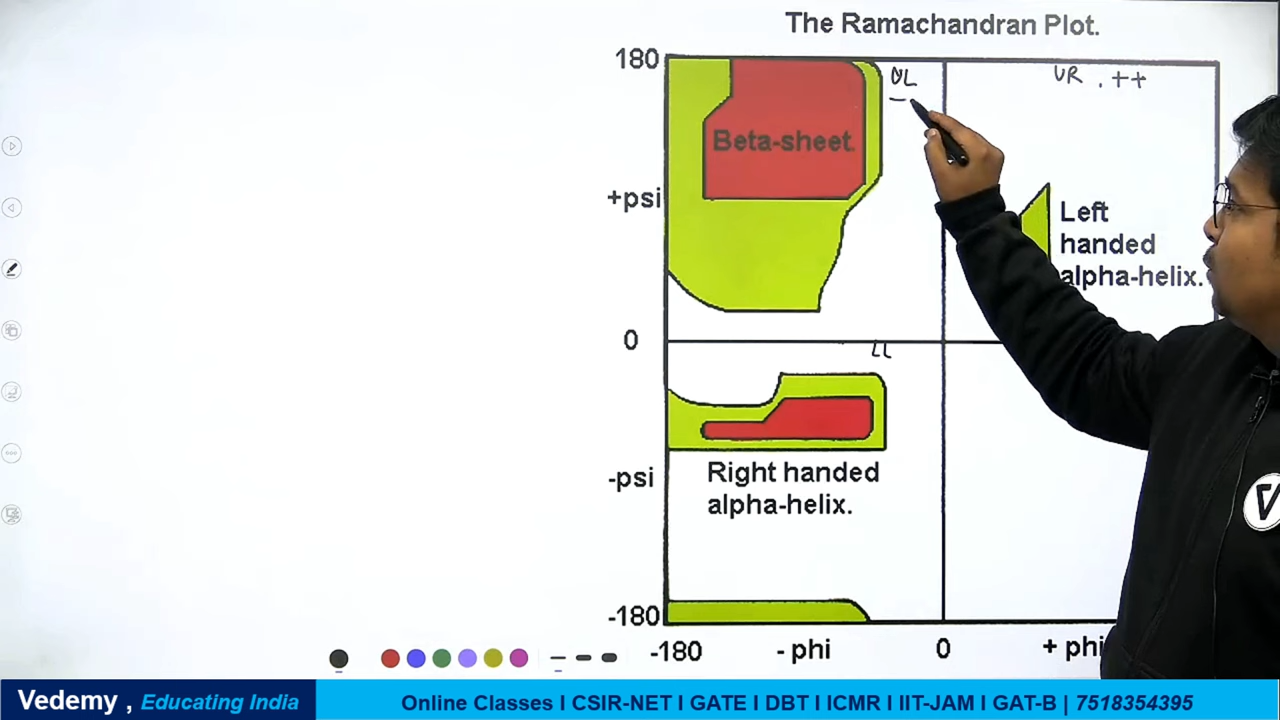 The Ramachandran Plot.
180
UL
UR . ++
Beta-sheet.
+psi
Left
handed
alpha-helix.
0
LL
-psi
Right handed
alpha-helix.
-180
-180
- phi
0
+ phi
Vedemy , Educating India
Online Classes I CSIR-NET I GATE I DBT I ICMR I IIT-JAM I GAT-B | 7518354395